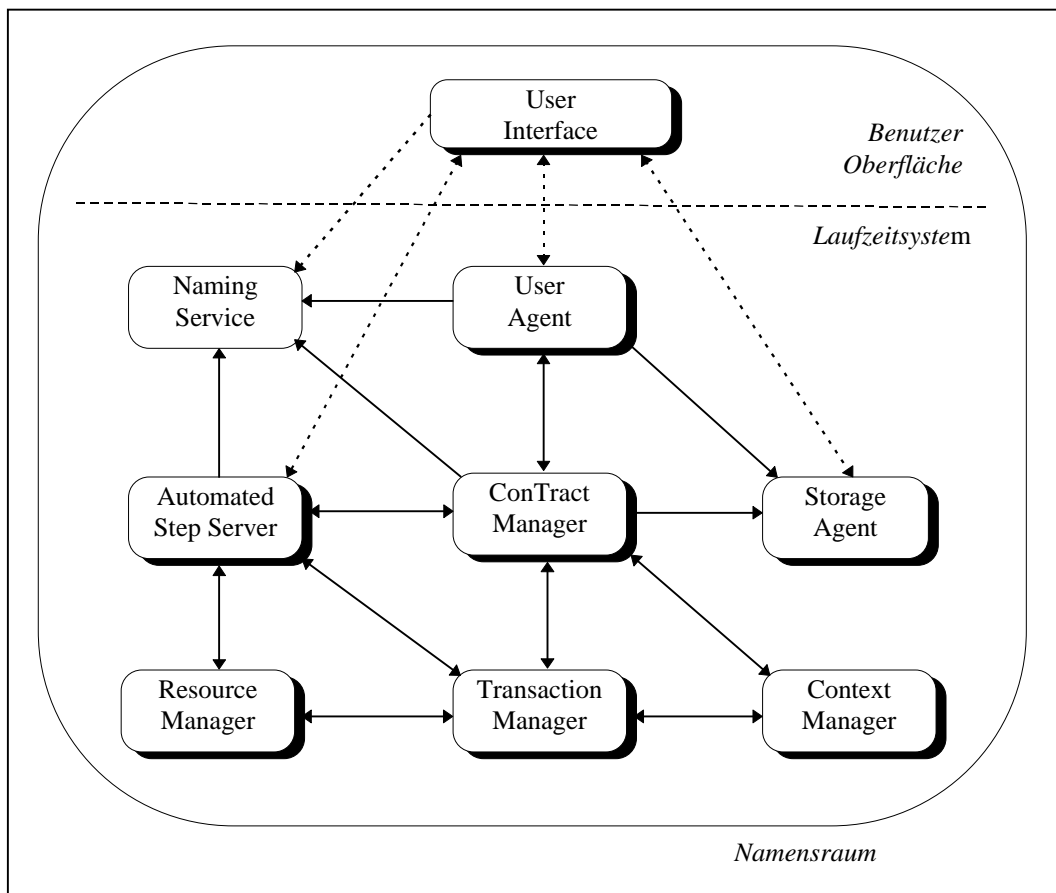 User
Interface
Benutzer
Oberfläche
Laufzeitsystem
Naming
Service
User
Agent
Automated
Step Server
ConTract
Manager
Storage
Agent
Resource
Manager
Transaction
Manager
Context
Manager
Namensraum